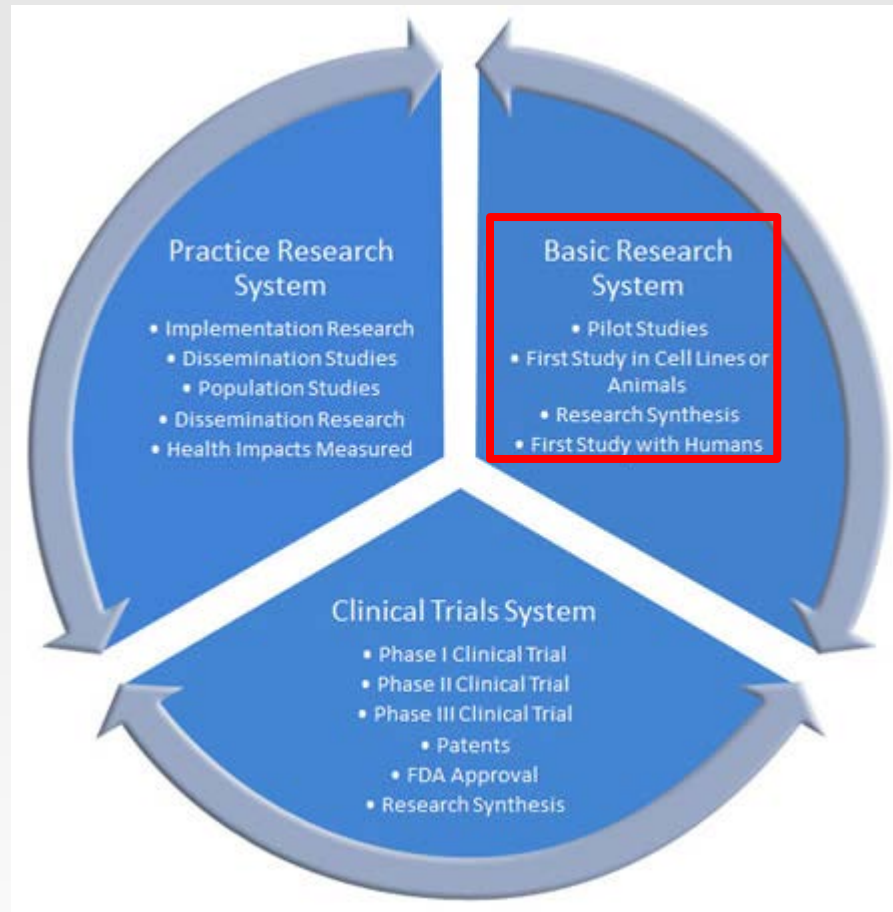 Practice Research
System
• Implementation Research
• Dissemination Studies
• Population Studies
• Dissemination Research
• Health Impacts Measured
Basic Research
System
• Pilot Studies
• First Study in Cell Lines or
Animals
• Research Synthesis
• First Study with Humans
Clinical Trials System
• Phase I Clinical Trial
• Phase II Clinical Trial
• Phase III Clinical Trial
• Patents
• FDA Approval
• Research Synthesis